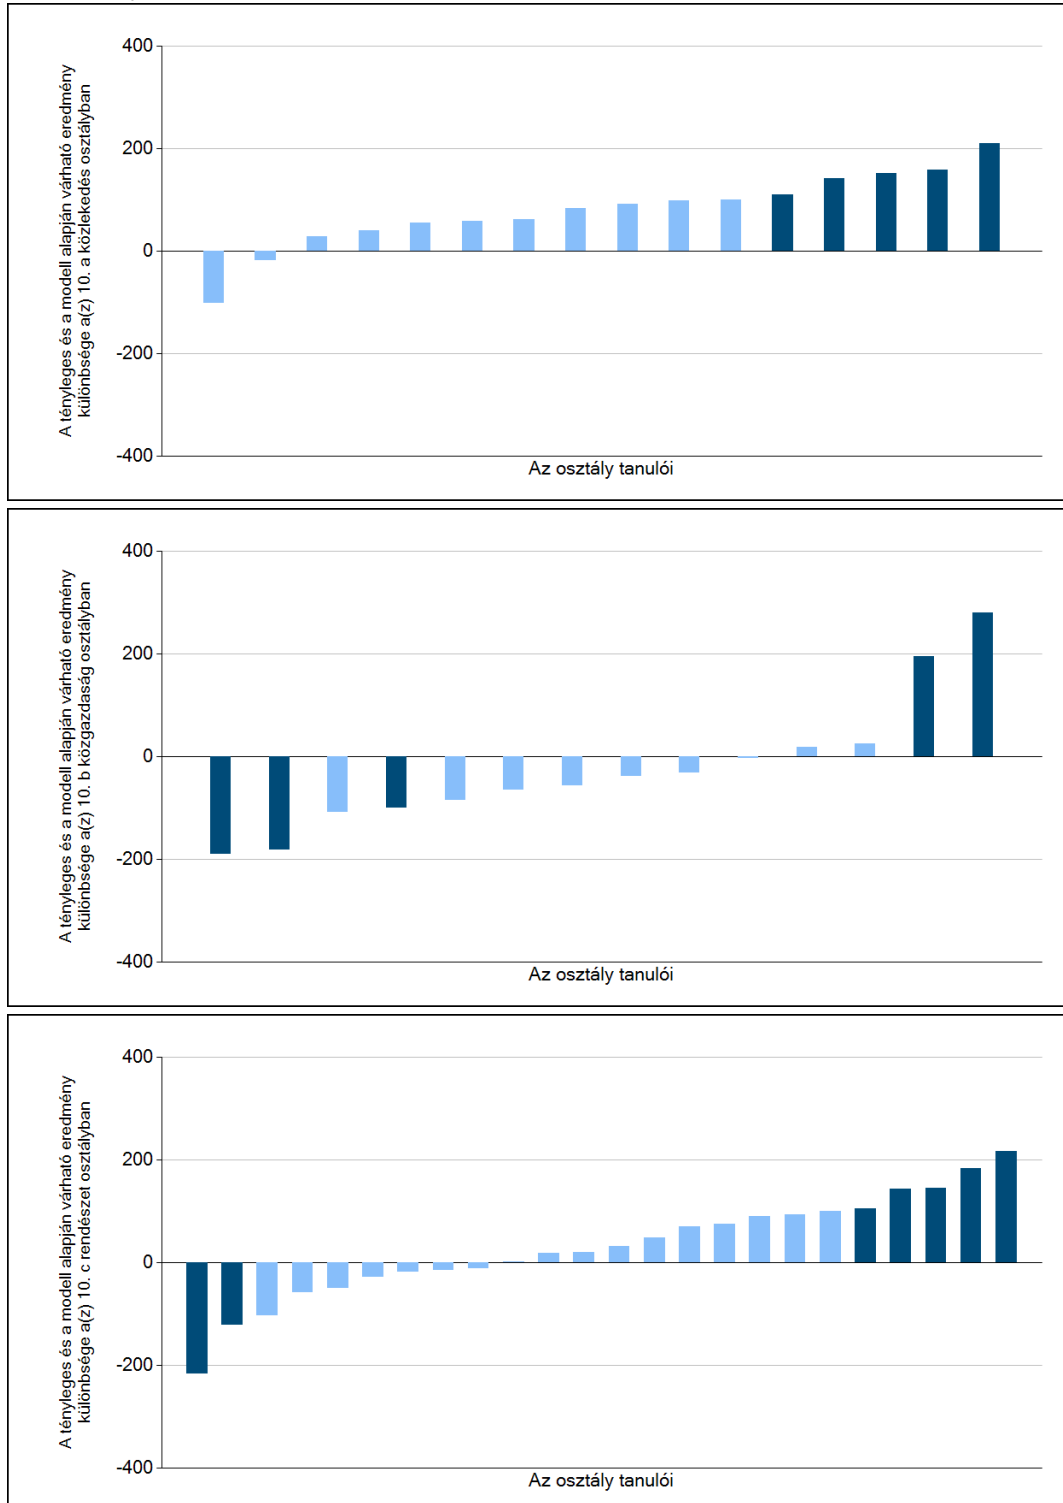 A tényleges és a modell alapján várható eredmény
különbsége a(z) 10. a közlekedés osztályban
400
200
0
-200
-400
Az osztály tanulói
A tényleges és a modell alapján várható eredmény
különbsége a(z) 10. b közgazdaság osztályban
400
200
0
-200
-400
Az osztály tanulói
A tényleges és a modell alapján várható eredmény
különbsége a(z) 10. c rendészet osztályban
400
200
0
-200
-400
Az osztály tanulói